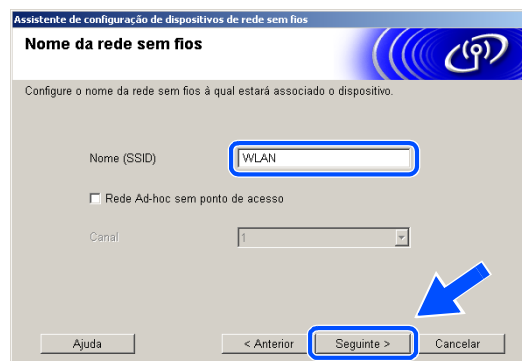 Assistente de configuração de dispositivos de rede sem fios
Nome da rede sem fios
Configure o nome da rede sem fios à qual estará associado o dispositivo.
Nome (SSID) WLAN
Rede Ad-hoc sem ponto de acesso
Canal 1
Ajuda < Anterior Seguinte > Cancelar